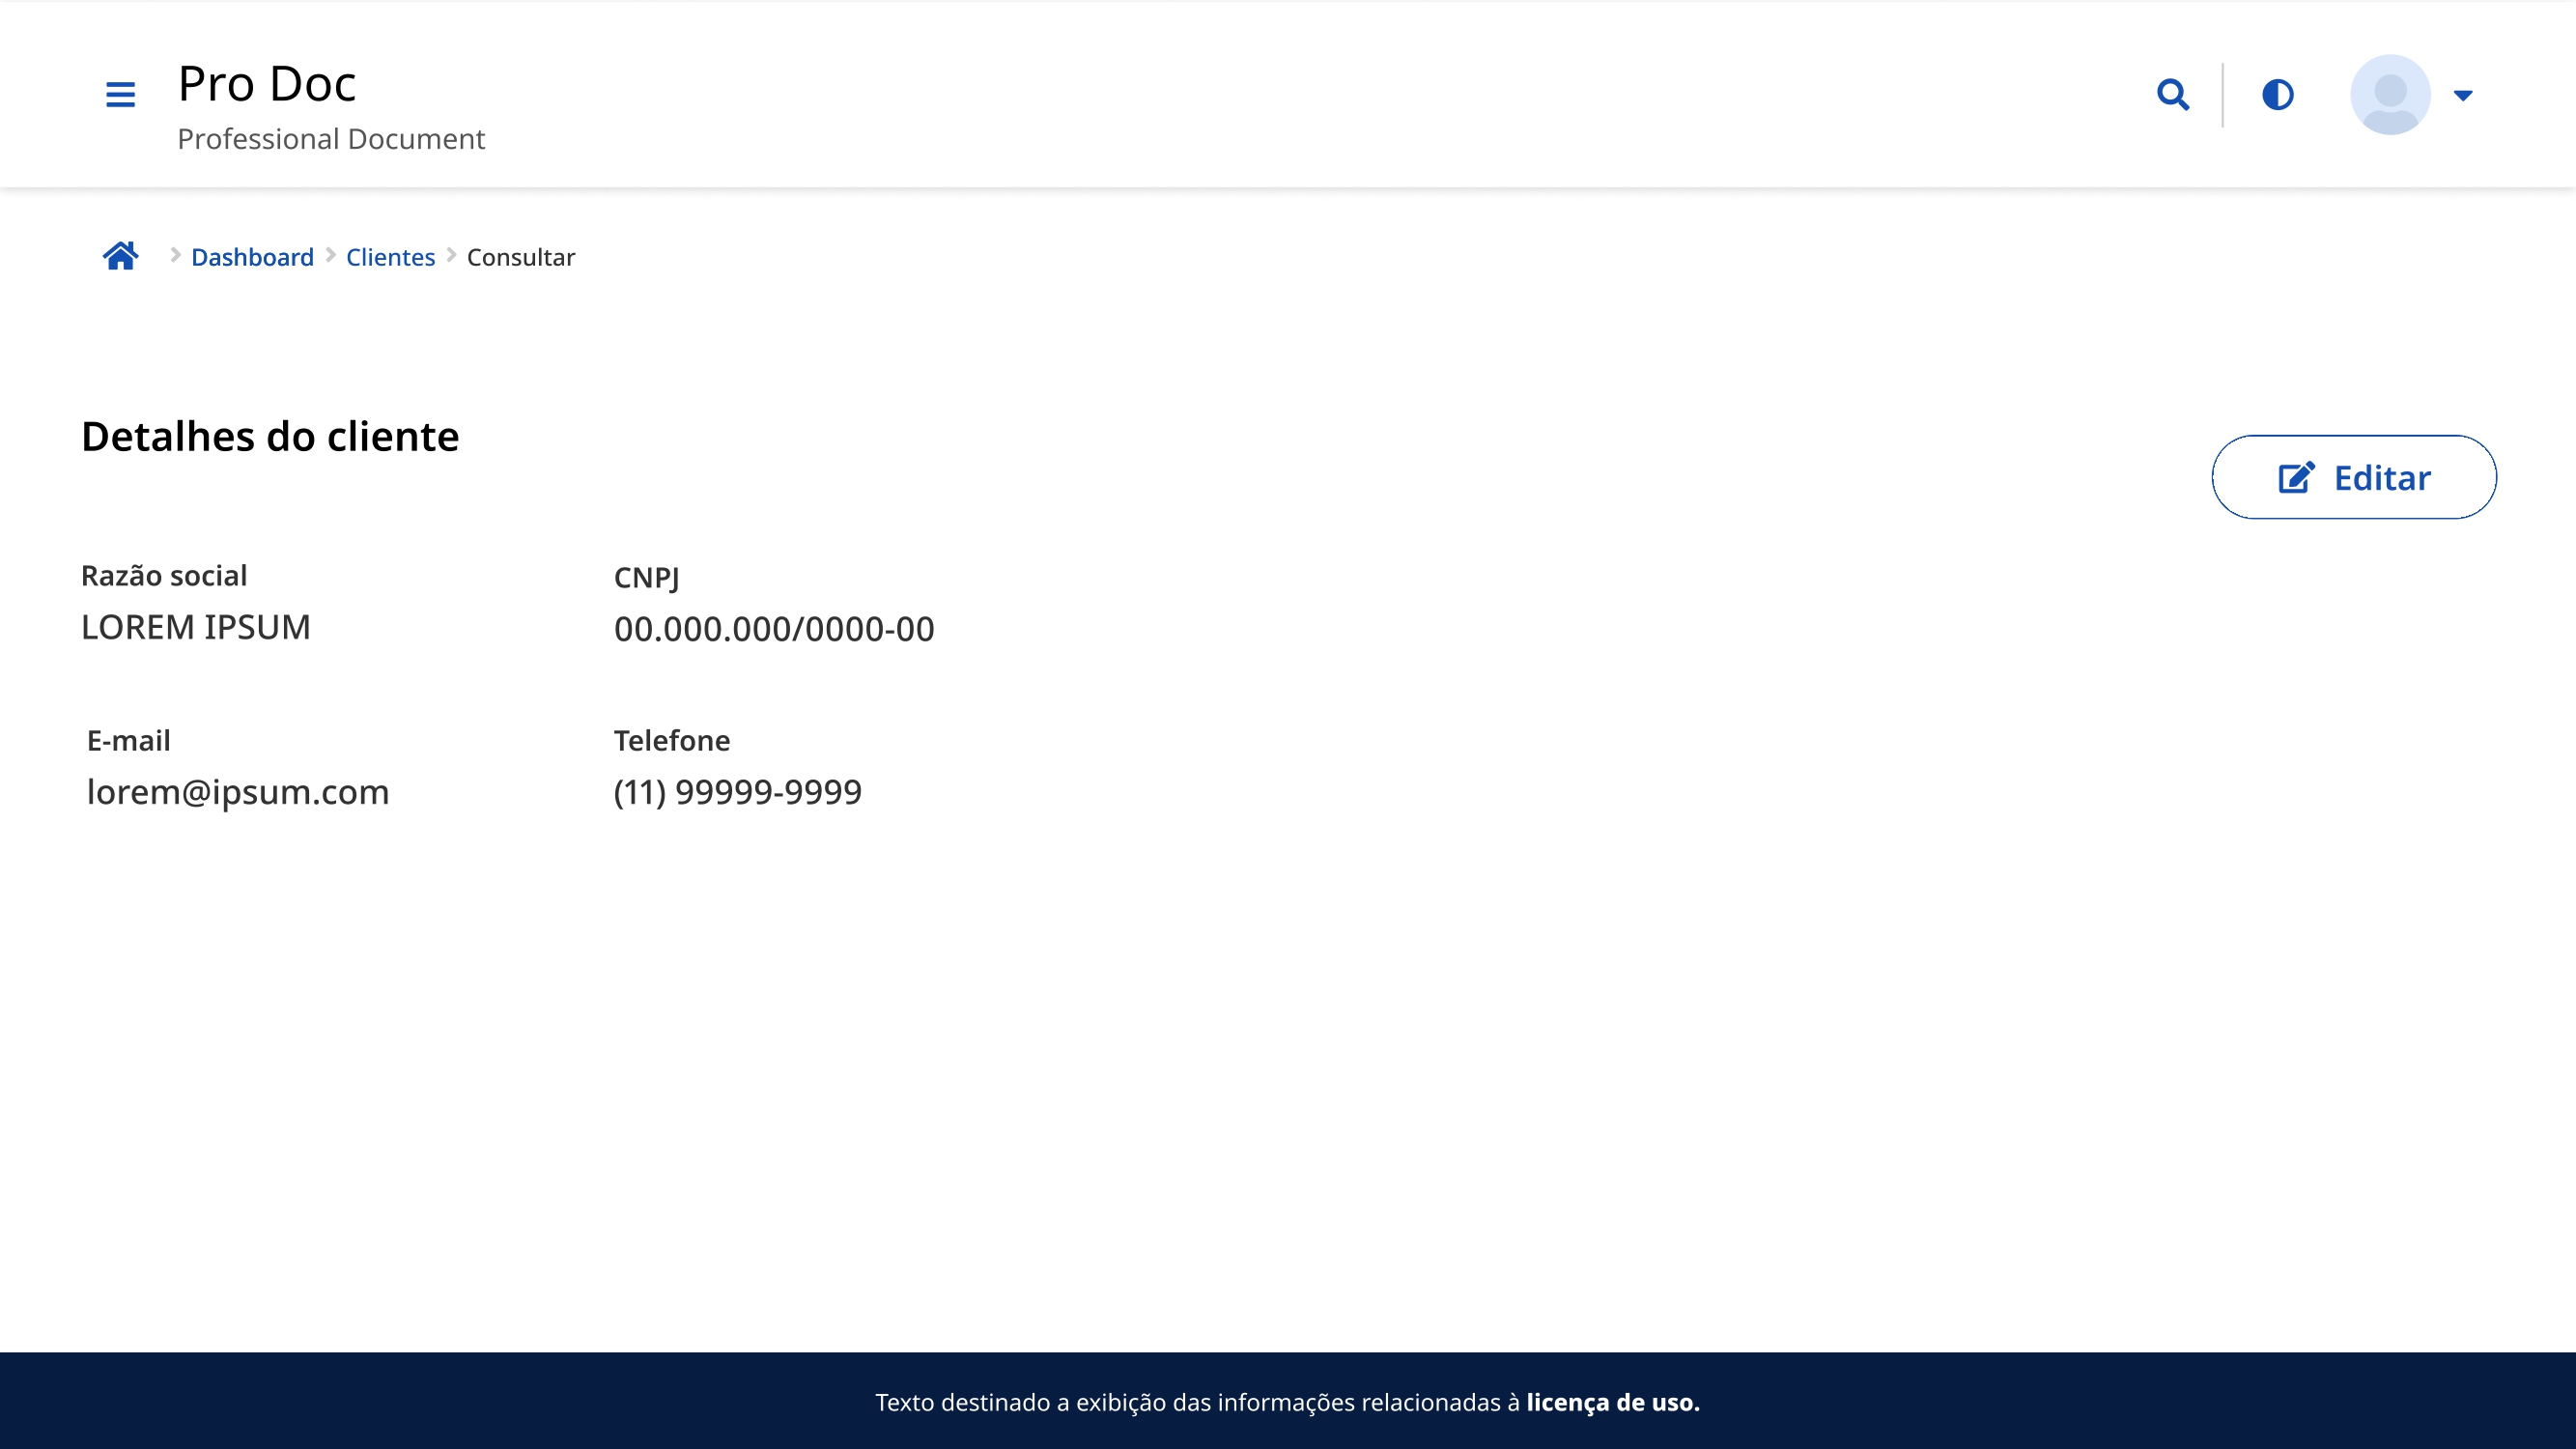 Pro Doc
Professional Document
Dashboard Clientes Consultar
Detalhes do cliente
Editar
Razão social
LOREM IPSUM
CNPJ
00.000.000/0000-00
E-mail
lorem@ipsum.com
Telefone
(11) 99999-9999
Texto destinado a exibição das informações relacionadas à licença de uso.